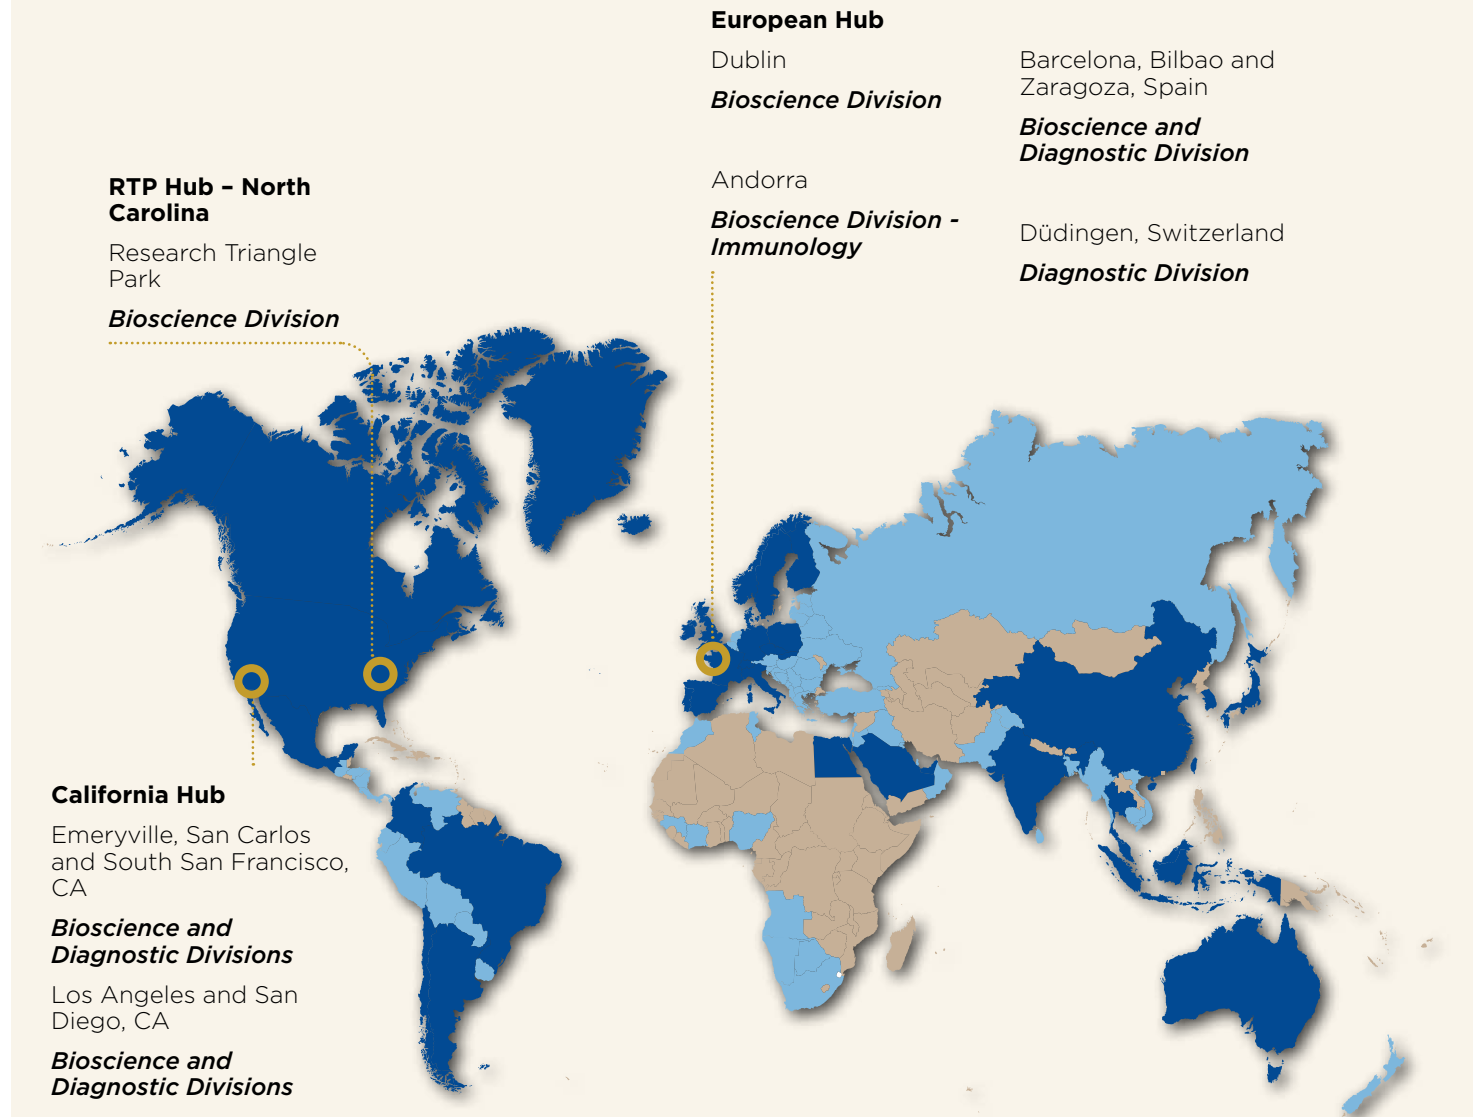 European Hub
Dublin
Bioscience Division
Andorra
Bioscience Division -
Immunology
Barcelona, Bilbao and
Zaragoza, Spain
Bioscience and
Diagnostic Division
Düdingen, Switzerland
Diagnostic Division
RTP Hub – North
Carolina
Research Triangle
Park
Bioscience Division
California Hub
Emeryville, San Carlos
and South San Francisco,
CA
Bioscience and
Diagnostic Divisions
Los Angeles and San
Diego, CA
Bioscience and
Diagnostic Divisions